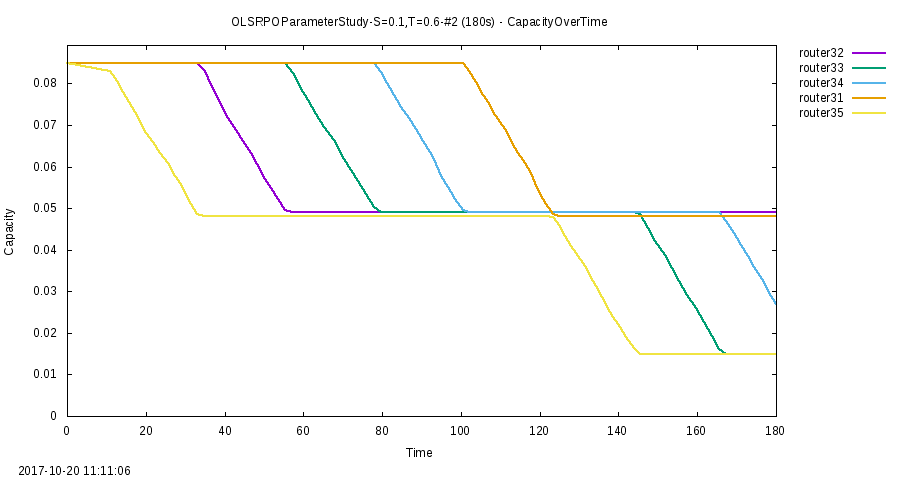 OLSRPOParameterStudy-S=0.1,T=0.6-#2 (180s) - CapacityOverTime
router32
router33
router34
router31
router35
0.08
0.07
0.06
0.05
0.04
0.03
0.02
0.01
0
Capacity
0 20 40 60 80 100 120 140 160 180
Time
2017-10-20 11:11:06